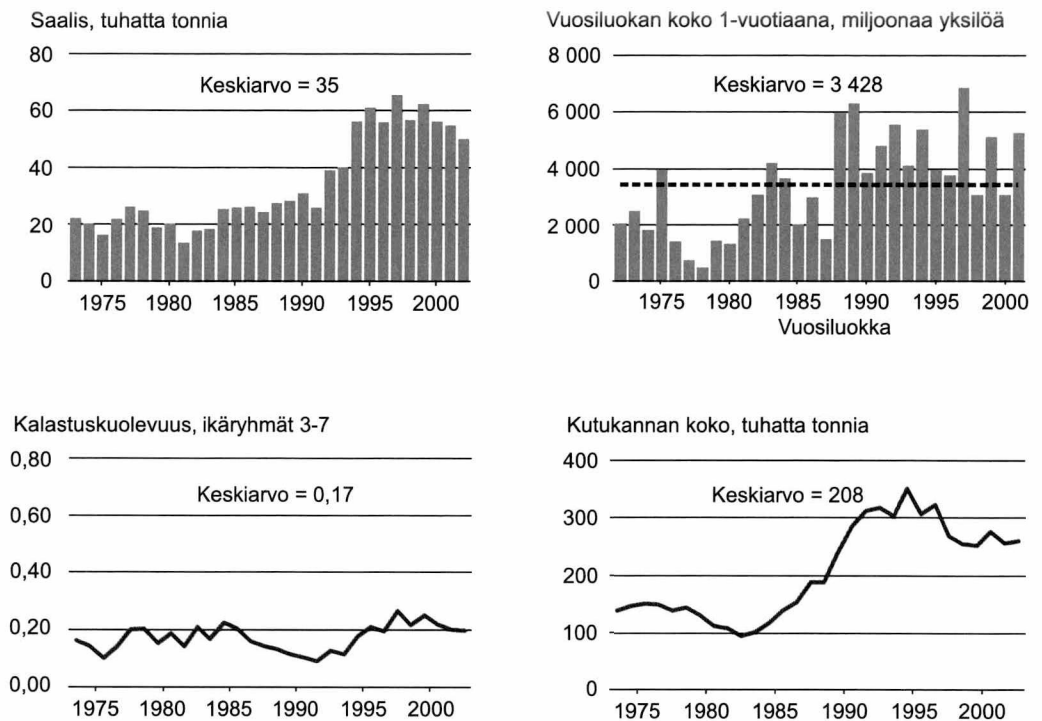 Saalis, tuhatta tonnia
80
Keskiarvo = 35
60
40
20
0
1975 1980 1985 1990 1995 2000
Vuosiluokan koko 1-vuotiaana, miljoonaa yksilöä
8 000
Keskiarvo = 3 428
6 000
4 000
2 000
0
1975 1980 1985 1990 1995 2000
Vuosiluokka
Kalastuskuolevuus, ikäryhmät 3-7
0,80
Keskiarvo = 0,17
0,60
0,40
0,20
0,00
1975 1980 1985 1990 1995 2000
Kutukannan koko, tuhatta tonnia
400
Keskiarvo = 208
300
200
100
0
1975 1980 1985 1990 1995 2000